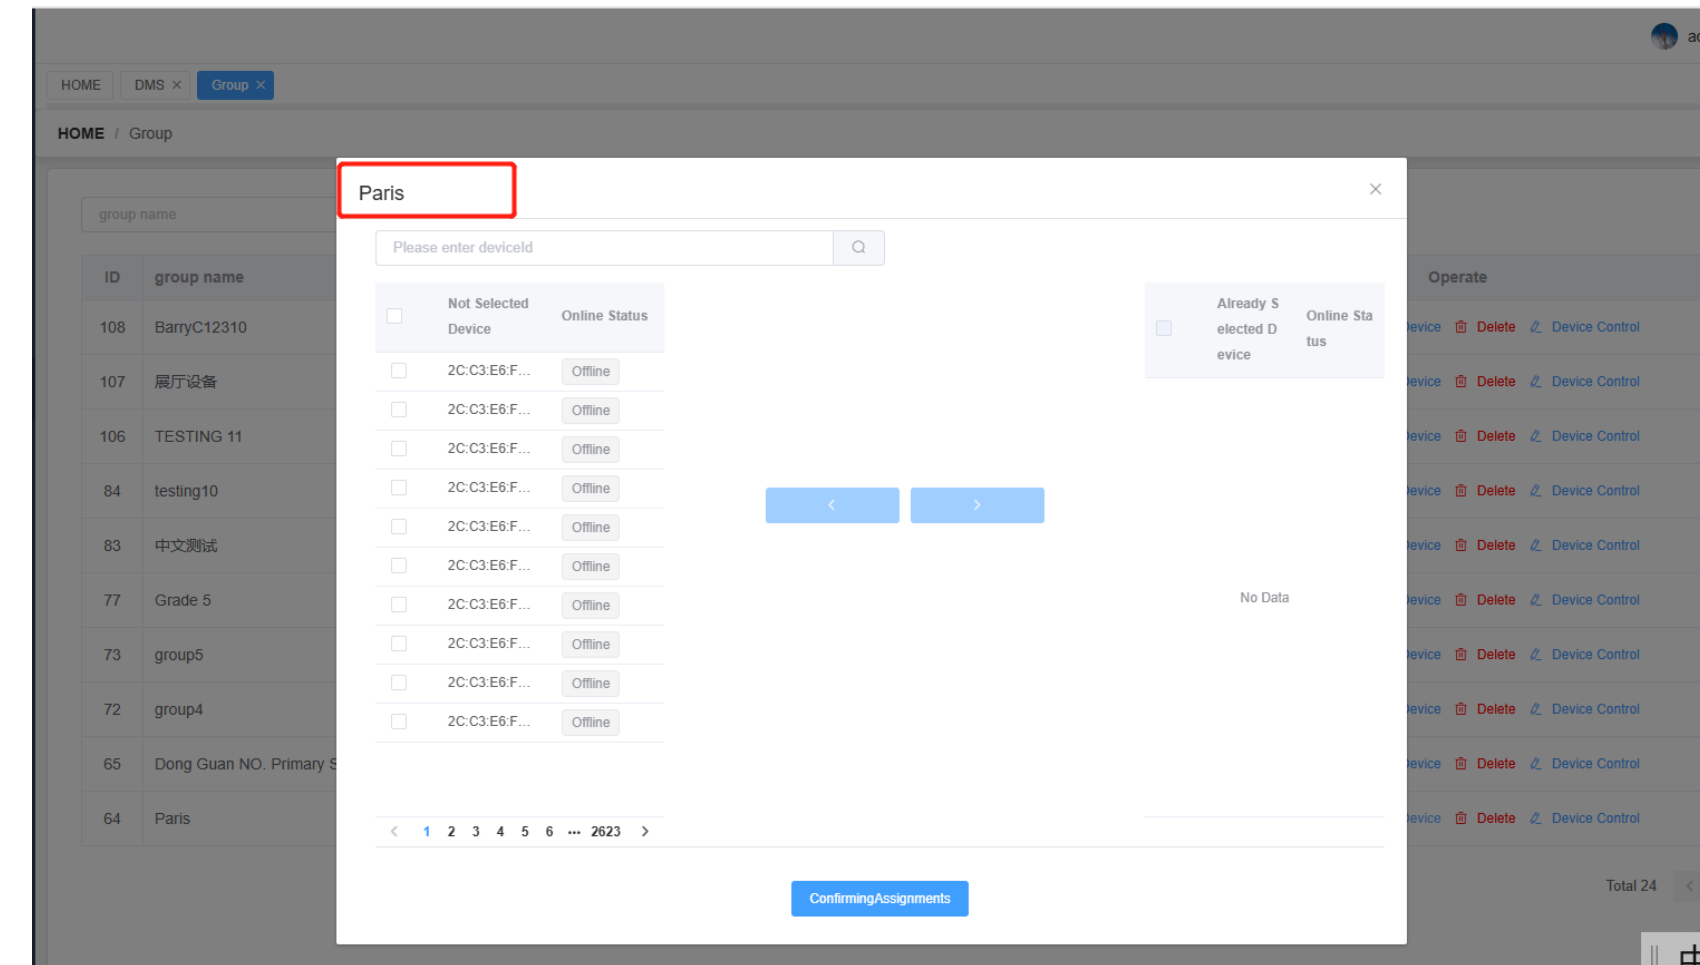 HOME DMS × Group ×
HOME / Group
Paris
group name
Please enter deviceId
ID group name Operate
Not Selected Device Online Status
Already Selected Device Online Status
108 BarryC12310 Delete Device Control
107 展厅设备 Delete Device Control
106 TESTING 11 Delete Device Control
84 testing10 Delete Device Control
83 中文测试 Delete Device Control
77 Grade 5 Delete Device Control
73 group5 Delete Device Control
72 group4 Delete Device Control
65 Dong Guan NO. Primary Delete Device Control
64 Paris Delete Device Control
2C:C3:E6:F... Offline
2C:C3:E6:F... Offline
2C:C3:E6:F... Offline
2C:C3:E6:F... Offline
2C:C3:E6:F... Offline
2C:C3:E6:F... Offline
2C:C3:E6:F... Offline
2C:C3:E6:F... Offline
2C:C3:E6:F... Offline
2C:C3:E6:F... Offline
No Data
< 1 2 3 4 5 6 ... 2623 >
ConfirmingAssignments
Total 24
中